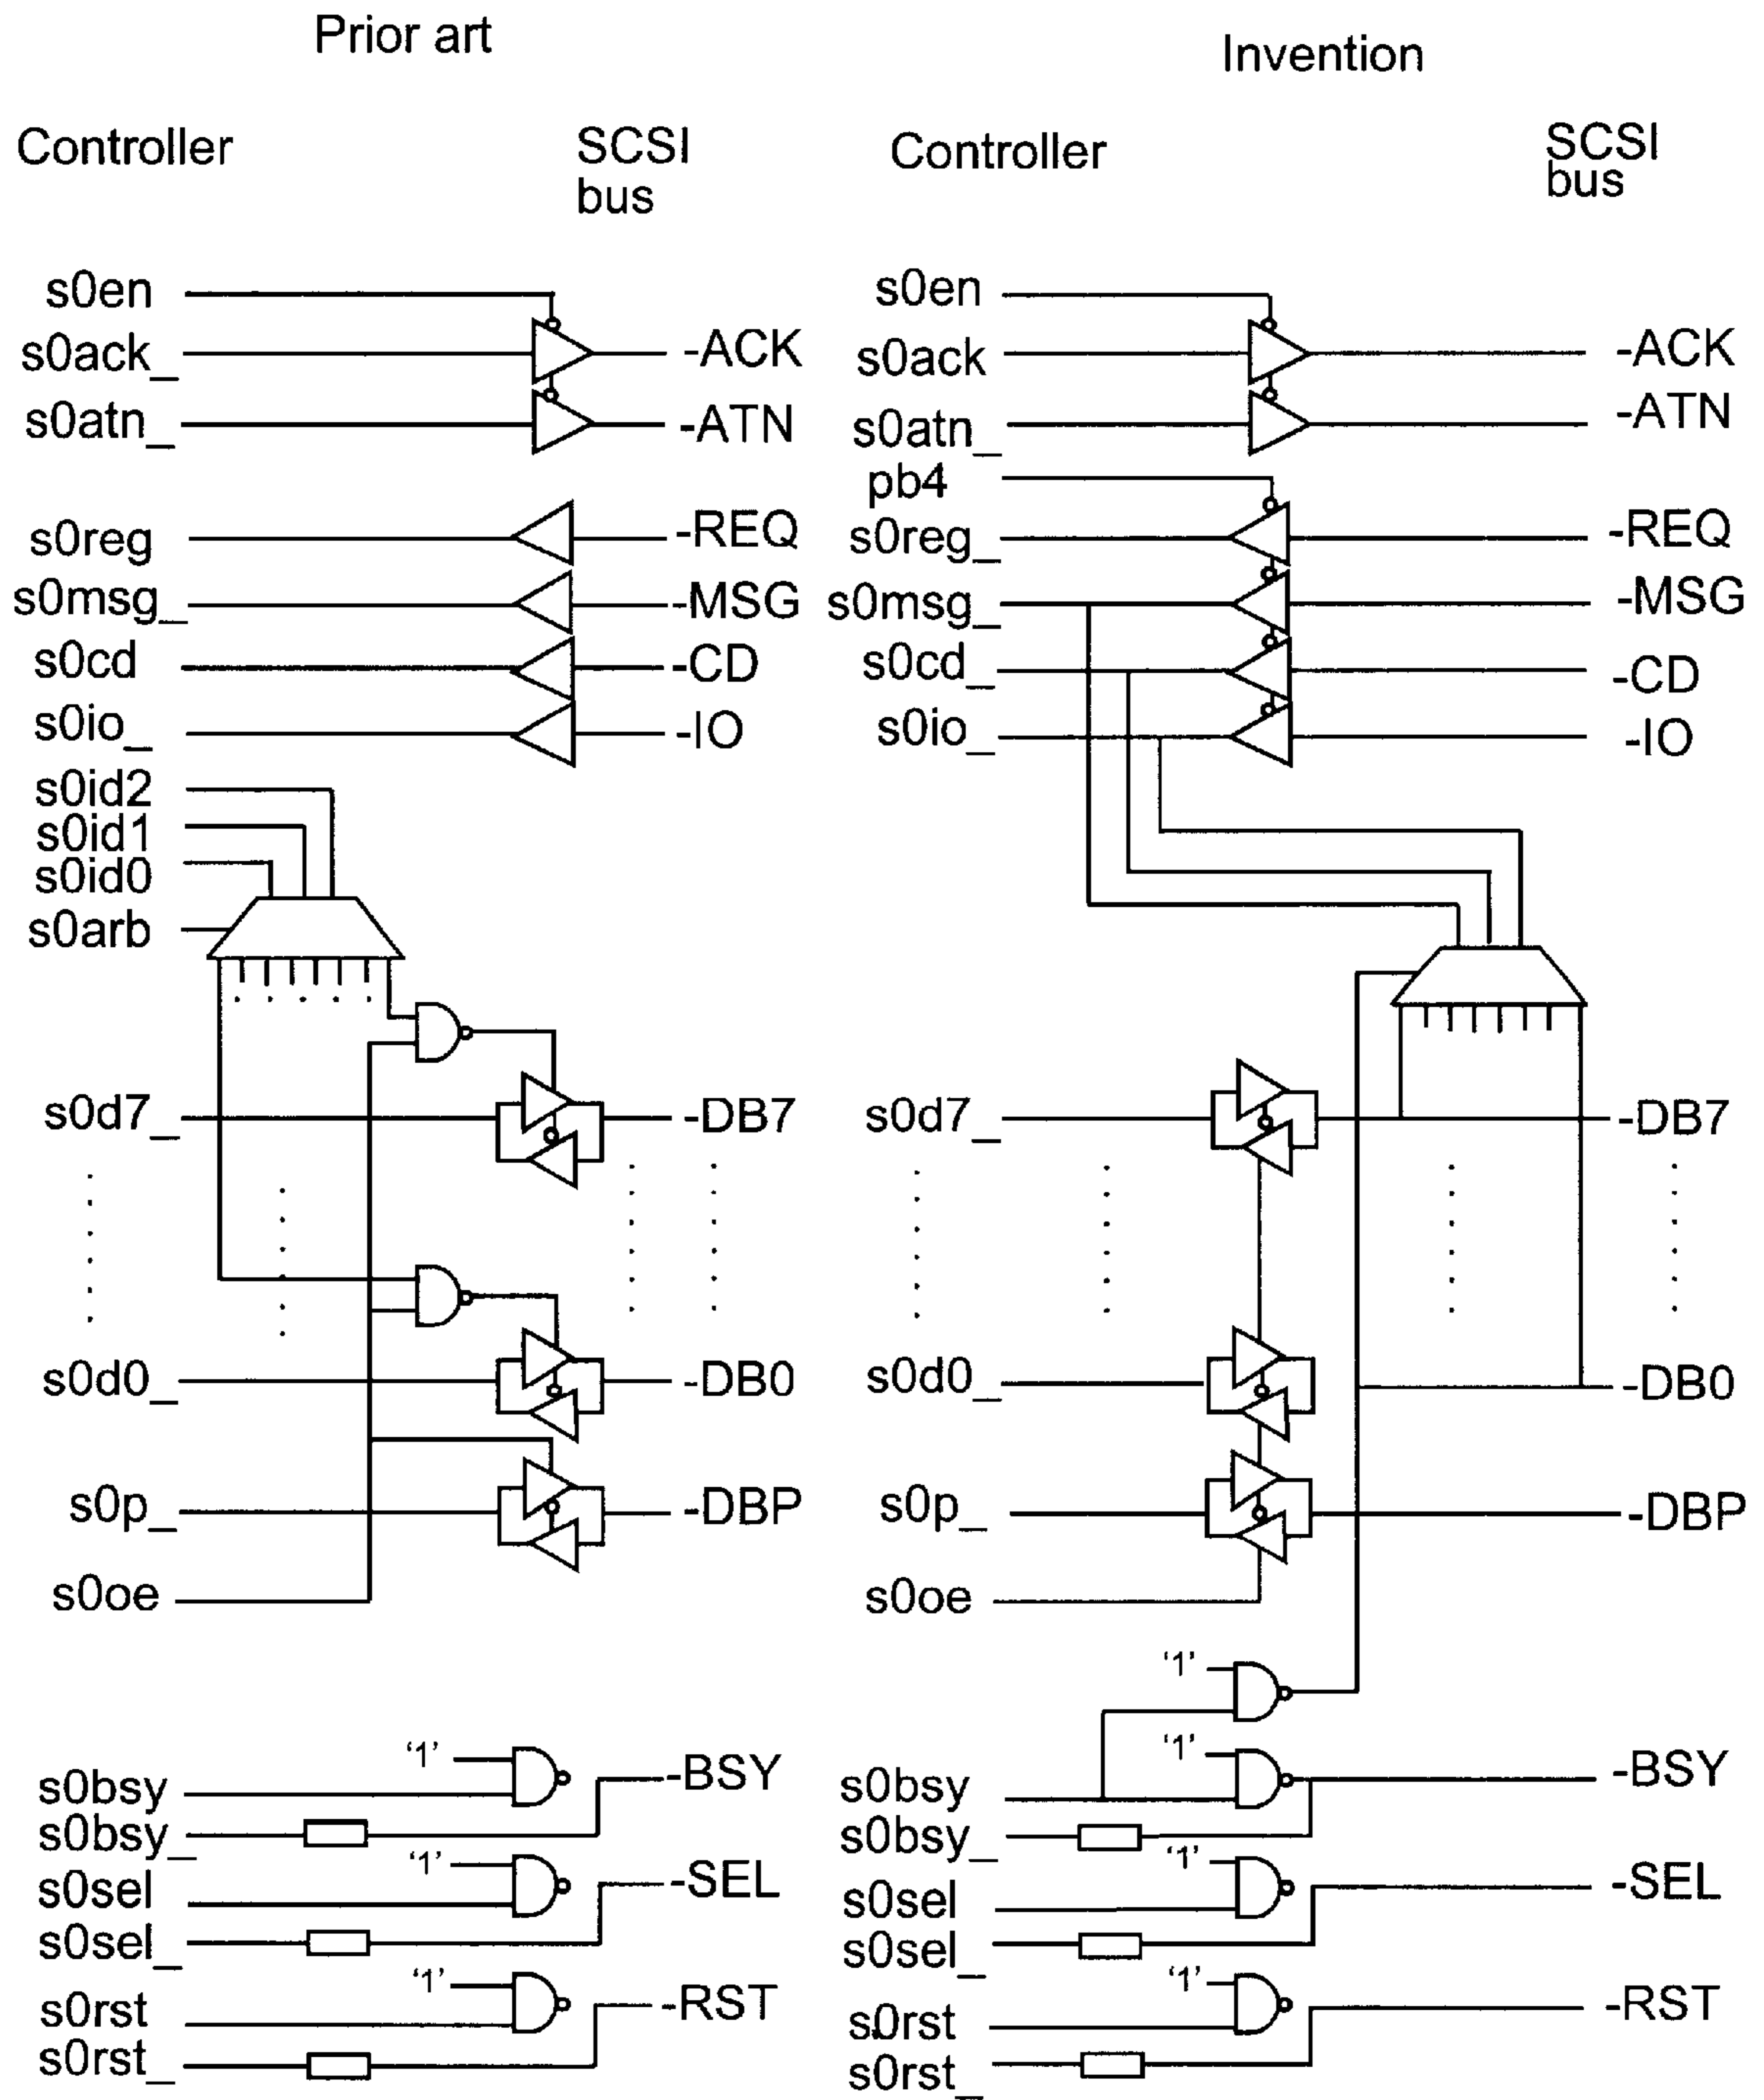 Prior art
Controller
SCSI
bus
s0en
s0ack_
-ACK
s0atn_
-ATN
s0reg
-REQ
s0msg_
-MSG
s0cd
-CD
s0io_
-IO
s0id2
s0id1
s0id0
s0arb
s0d7_
-DB7
s0d0_
-DB0
s0p_
-DBP
s0oe
'1'
s0bsy
-BSY
s0bsy_
'1'
s0sel
-SEL
s0sel_
'1'
s0rst
-RST
s0rst_
Invention
Controller
SCSI
bus
s0en
s0ack
-ACK
s0atn_
-ATN
pb4
s0reg_
-REQ
s0msg_
-MSG
s0cd_
-CD
s0io_
-IO
s0d7_
-DB7
s0d0_
-DB0
s0p_
-DBP
s0oe
'1'
'1'
s0bsy
-BSY
s0bsy_
'1'
s0sel
-SEL
s0sel_
'1'
s0rst
-RST
s0rst_